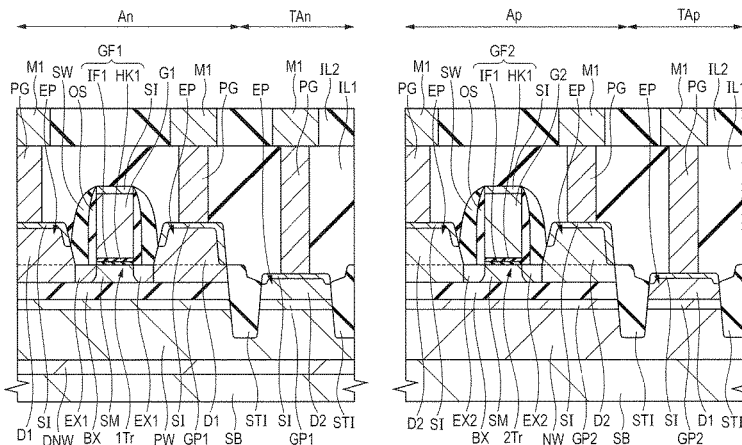 An TAn
GF1
M1 SW OS IF1 HK1 SI G1 M1 EP M1 IL2
PG EP PG PG IL1
D1 SI EX1 SM EX1 SI D1 STI SI D2 STI
DNW BX 1Tr PW GP1 SB GP1
Ap TAp
GF2
M1 SW OS IF1 HK1 SI G2 M1 EP M1 IL2
PG EP EP PG PG IL1
D2 SI EX2 SM EX2 SI D2 STI SI D1 STI
BX 2Tr NW GP2 SB GP2